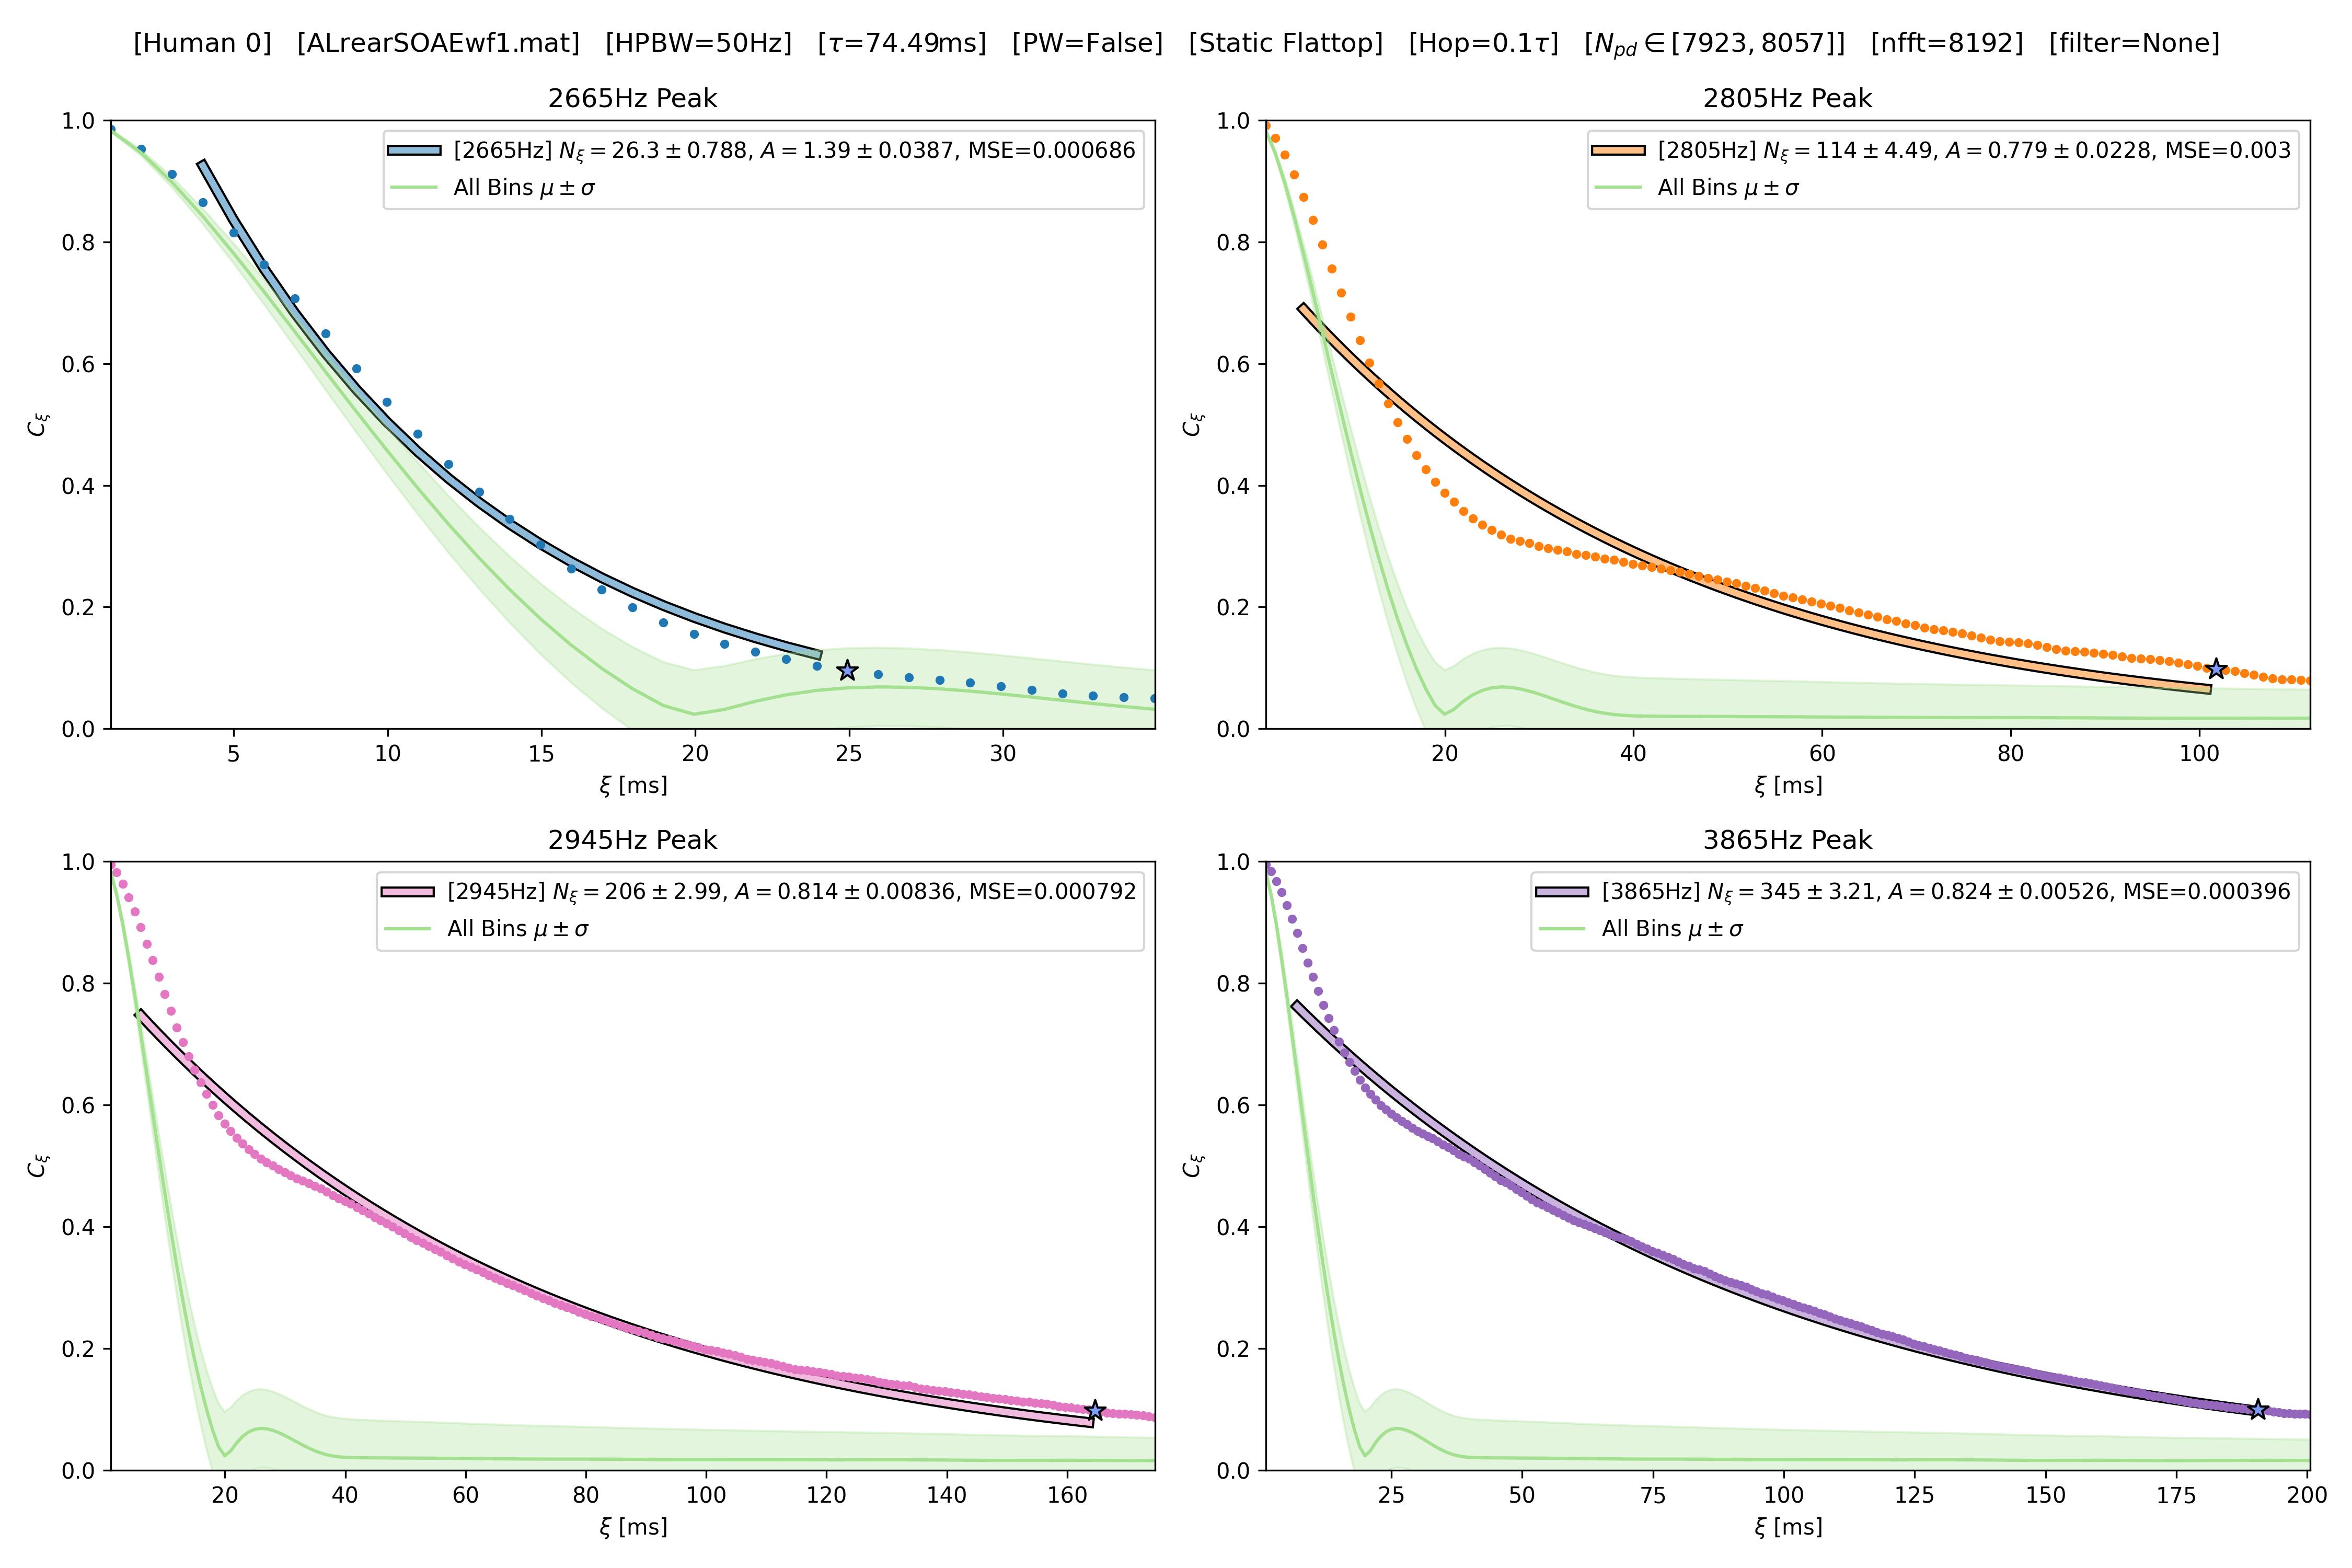 [Human 0] [ALrearSOAEwf1.mat] [HPBW=50Hz] [τ=74.49ms] [PW=False] [Static Flattop] [Hop=0.1τ] [N_pd ∈ [7923, 8057]] [nfft=8192] [filter=None]
2665Hz Peak
1.0
0.8
0.6
0.4
0.2
0.0
C_ξ
[2665Hz] N_ξ = 26.3 ± 0.788, A = 1.39 ± 0.0387, MSE=0.000686
All Bins μ ± σ
5 10 15 20 25 30
ξ [ms]
2805Hz Peak
1.0
0.8
0.6
0.4
0.2
0.0
C_ξ
[2805Hz] N_ξ = 114 ± 4.49, A = 0.779 ± 0.0228, MSE=0.003
All Bins μ ± σ
20 40 60 80 100
ξ [ms]
2945Hz Peak
1.0
0.8
0.6
0.4
0.2
0.0
C_ξ
[2945Hz] N_ξ = 206 ± 2.99, A = 0.814 ± 0.00836, MSE=0.000792
All Bins μ ± σ
20 40 60 80 100 120 140 160
ξ [ms]
3865Hz Peak
1.0
0.8
0.6
0.4
0.2
0.0
C_ξ
[3865Hz] N_ξ = 345 ± 3.21, A = 0.824 ± 0.00526, MSE=0.000396
All Bins μ ± σ
25 50 75 100 125 150 175 200
ξ [ms]